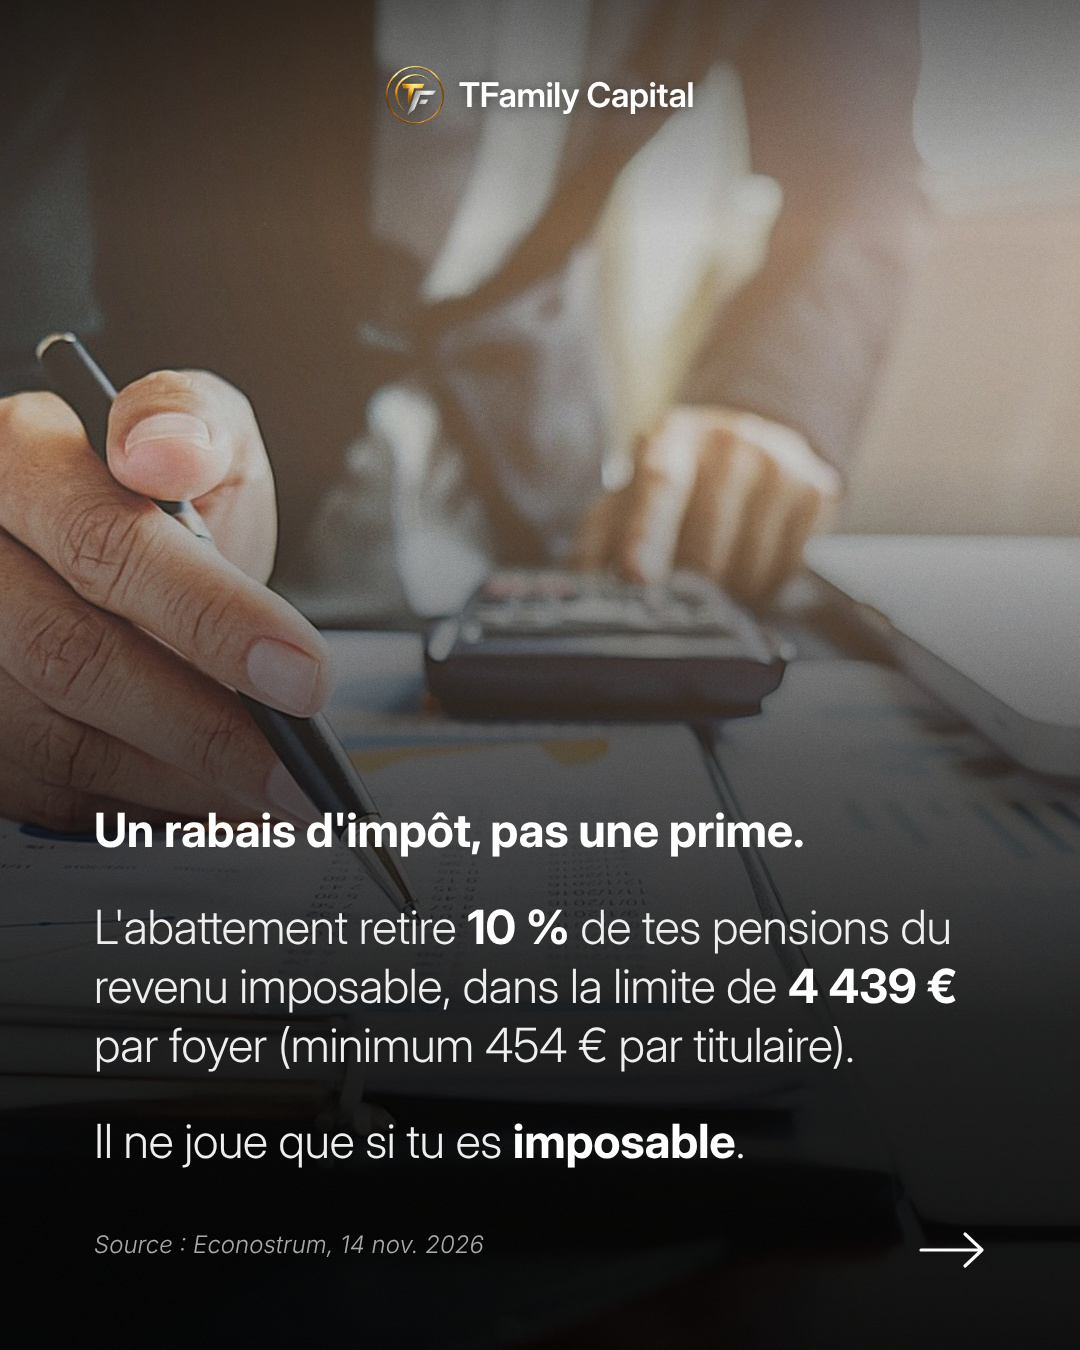 TF TFamily Capital
Un rabais d'impôt, pas une prime.
L'abattement retire 10 % de tes pensions du
revenu imposable, dans la limite de 4 439 €
par foyer (minimum 454 € par titulaire).
Il ne joue que si tu es imposable.
Source : Econostrum, 14 nov. 2026